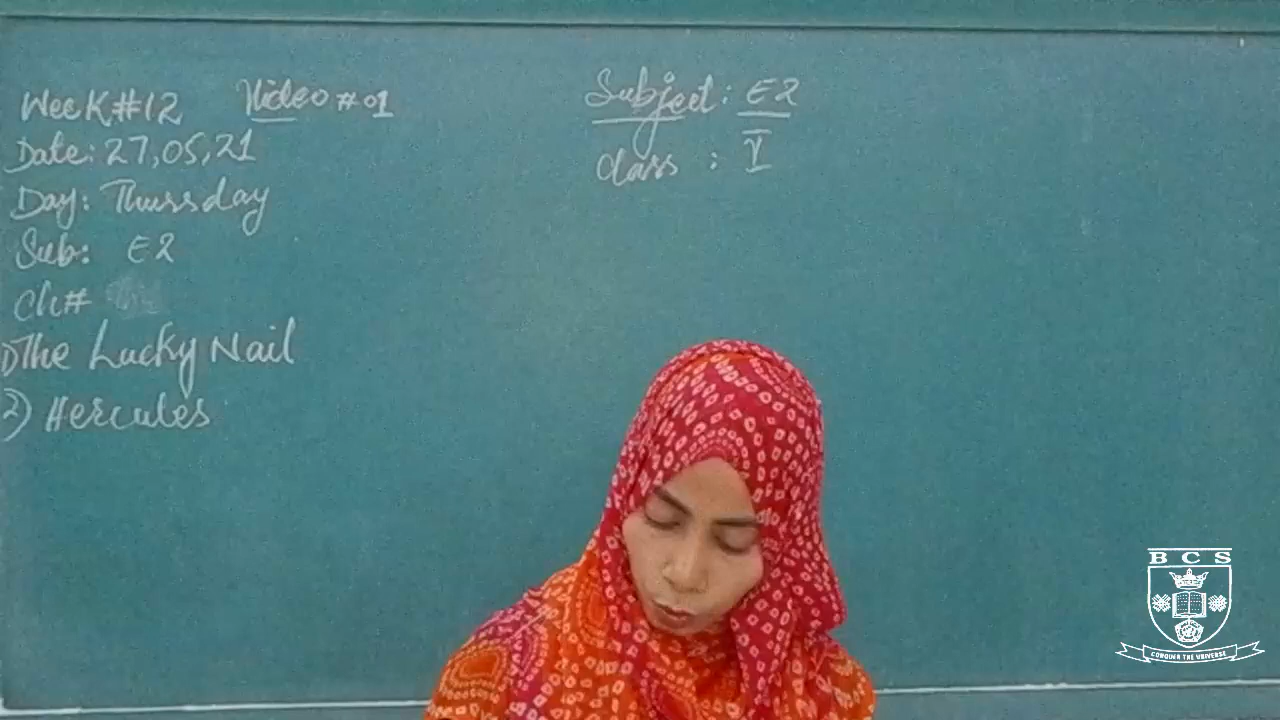 Week#12 Video #01
Date: 27,05,21
Day: Thursday
Sub: E2
Ch#
1) The Lucky Nail
2) Hercules
Subject: E2
Class : V
BCS
CONQUER THE UNIVERSE